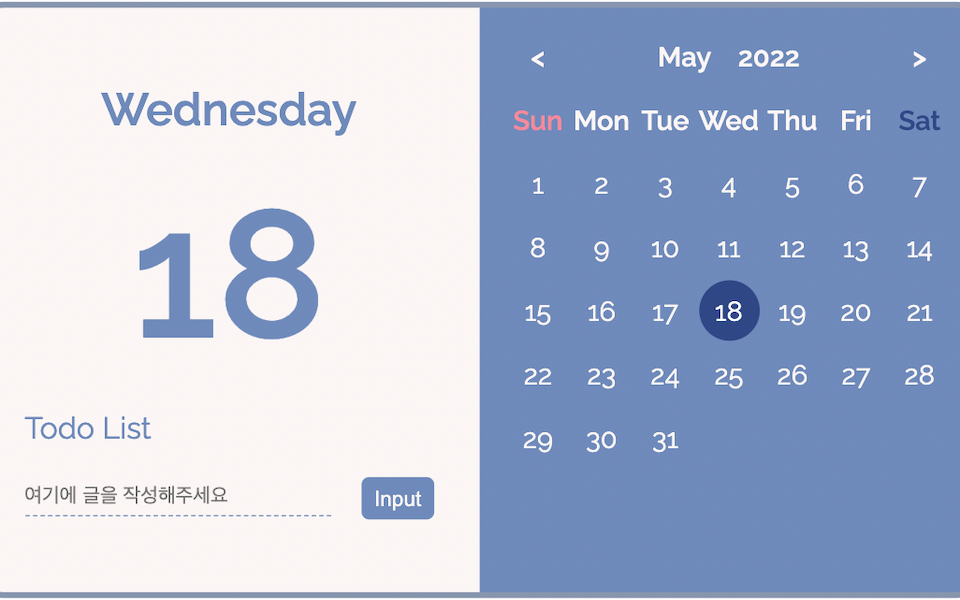 Wednesday
18
Todo List
여기에 글을 작성해주세요
Input
< May 2022 >
Sun Mon Tue Wed Thu Fri Sat
1 2 3 4 5 6 7
8 9 10 11 12 13 14
15 16 17 18 19 20 21
22 23 24 25 26 27 28
29 30 31